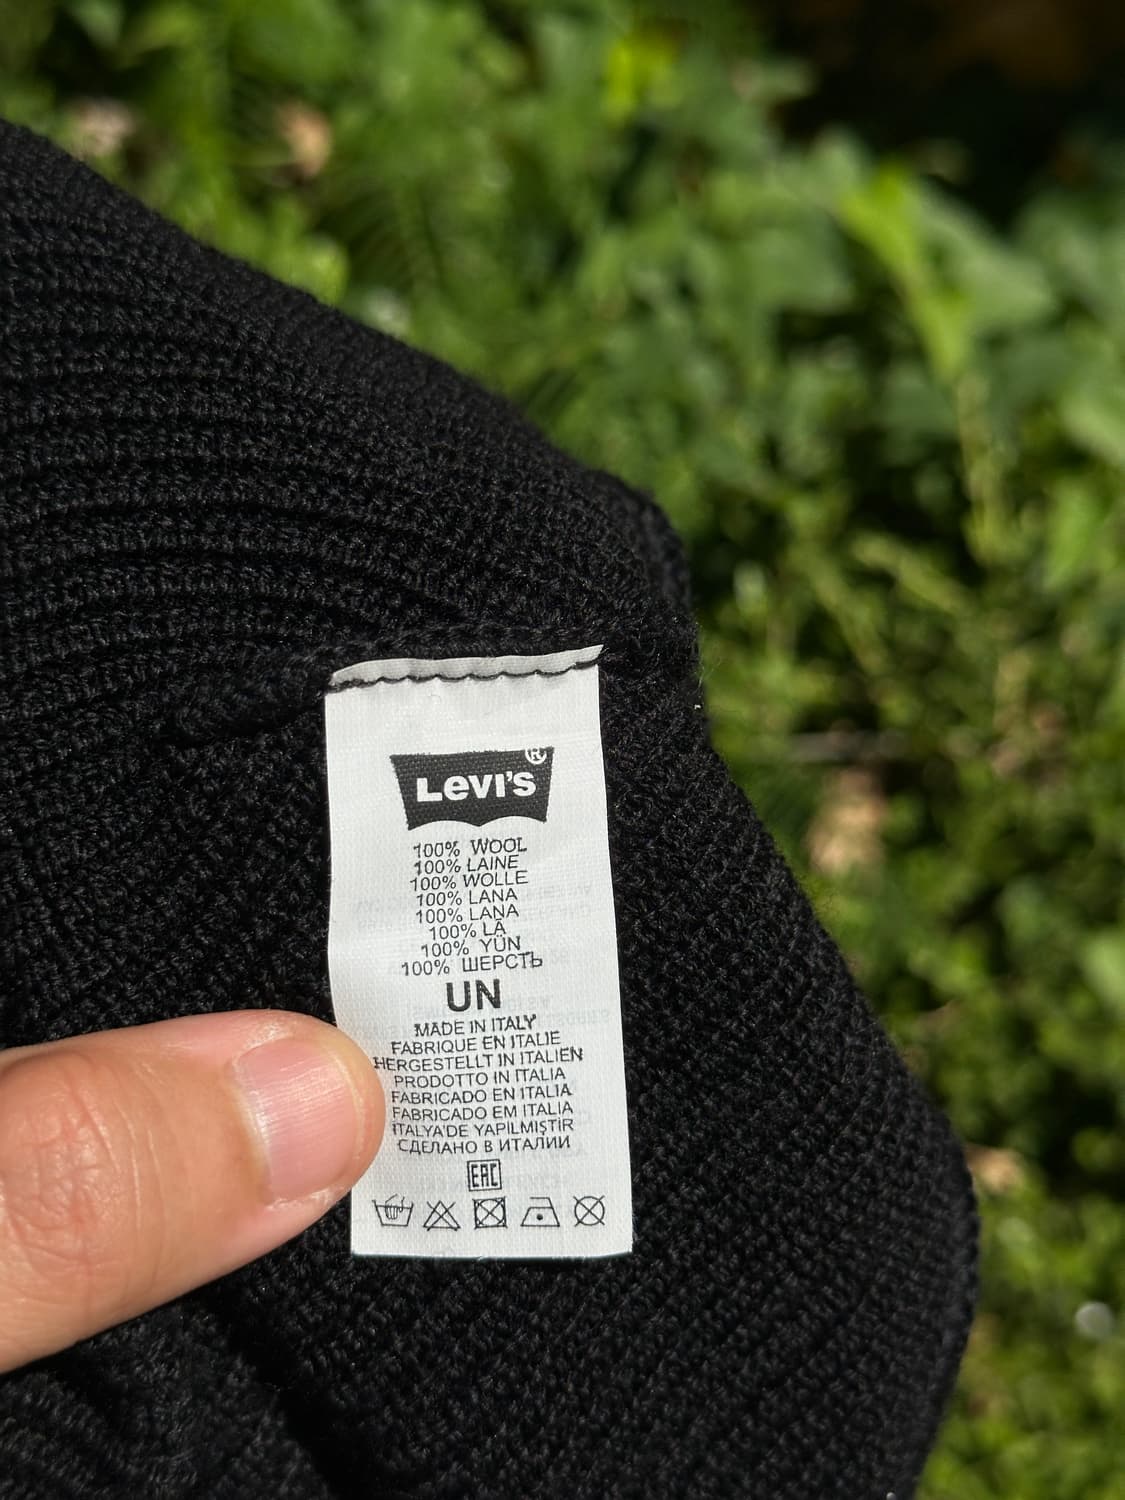 LEVI'S®
100% WOOL
100% LAINE
100% WOLLE
100% LANA
100% LANA
100% LÃ
100% YÜN
100% ШЕРСТЬ
UN
MADE IN ITALY
FABRIQUE EN ITALIE
HERGESTELLT IN ITALIEN
PRODOTTO IN ITALIA
FABRICADO EN ITALIA
FABRICADO EM ITALIA
ITALYA'DE YAPILMIŞTIR
СДЕЛАНО В ИТАЛИИ
EAC